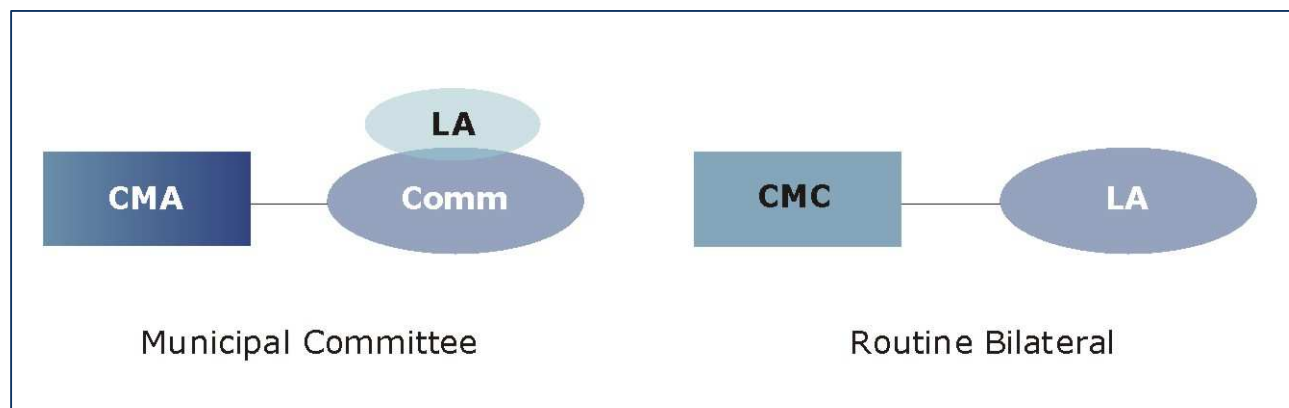 LA
CMA
Comm
CMC
LA
Municipal Committee
Routine Bilateral